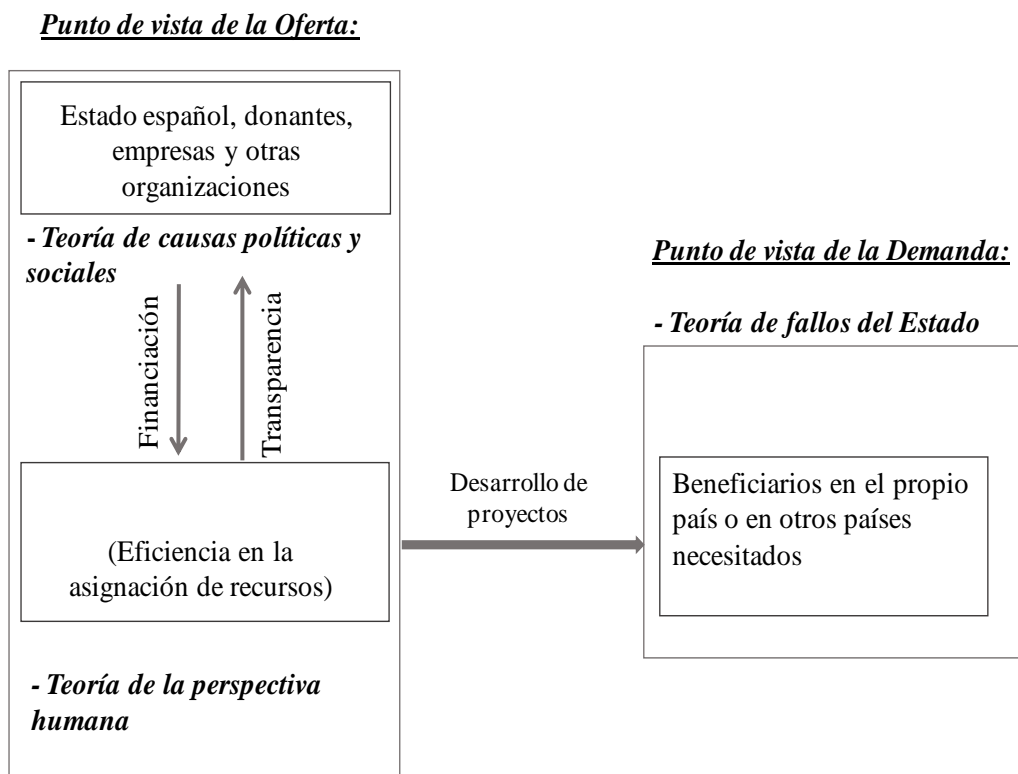 Punto de vista de la Oferta:
Estado español, donantes,
empresas y otras
organizaciones
- Teoría de causas políticas y
sociales
Financiación
Transparencia
(Eficiencia en la
asignación de recursos)
- Teoría de la perspectiva
humana
Desarrollo de
proyectos
Punto de vista de la Demanda:
- Teoría de fallos del Estado
Beneficiarios en el propio
país o en otros países
necesitados